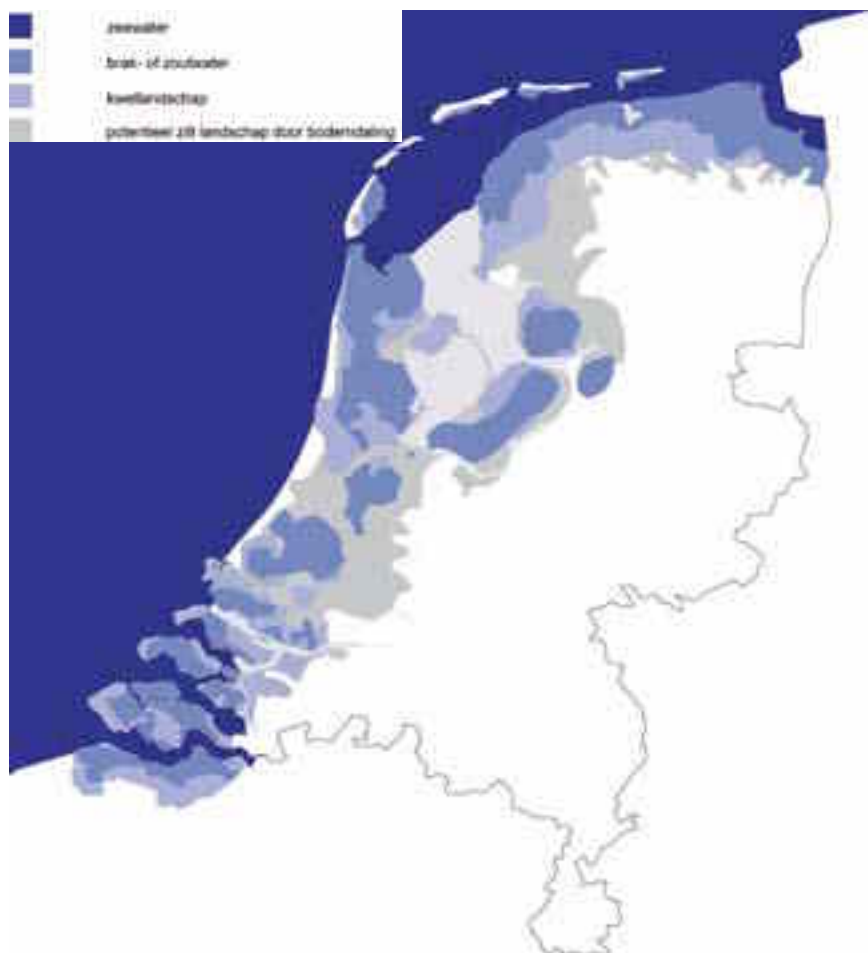 zeewater
brak- of zoutwater
kwellandschap
potentieel zilt landschap door bodemdaling